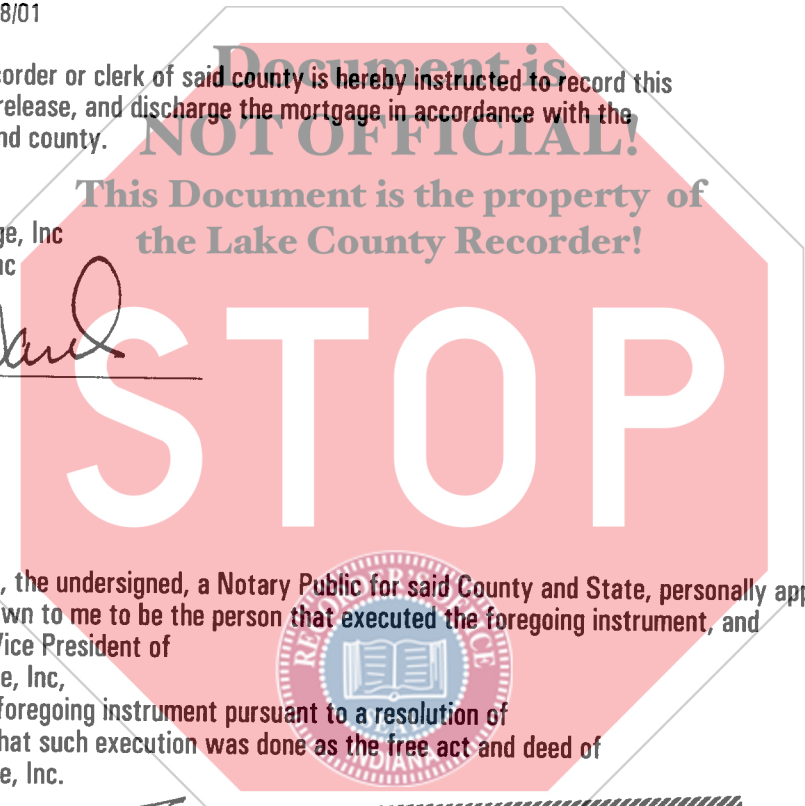 8/01
Document is
corder or clerk of said county is hereby instructed to record this
release, and discharge the mortgage in accordance with the
nd county.
NOT OFFICIAL!
This Document is the property of
the Lake County Recorder!
ge, Inc
nc
STOP
, the undersigned, a Notary Public for said County and State, personally app
wn to me to be the person that executed the foregoing instrument, and
Vice President of
e, Inc,
foregoing instrument pursuant to a resolution of
hat such execution was done as the free act and deed of
e, Inc.
RECORDER'S OFFICE
SEAL
INDIANA